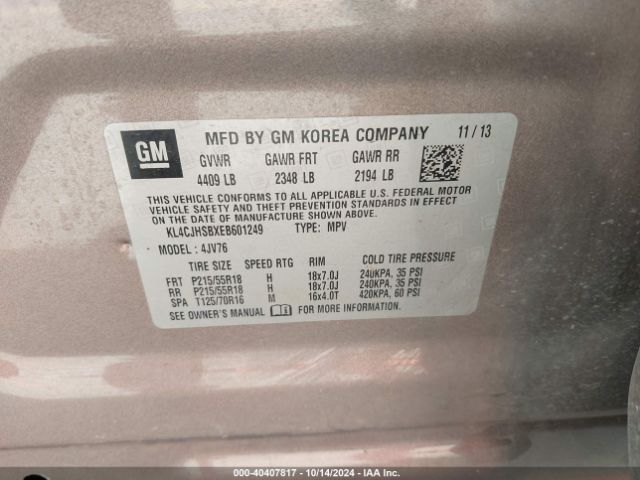 GM MFD BY GM KOREA COMPANY 11 / 13
GVWR GAWR FRT GAWR RR
4409 LB 2348 LB 2194 LB
THIS VEHICLE CONFORMS TO ALL APPLICABLE U.S. FEDERAL MOTOR
VEHICLE SAFETY AND THEFT PREVENTION STANDARDS IN EFFECT
ON THE DATE OF MANUFACTURE SHOWN ABOVE.
KL4CJHSBXEB601249 TYPE: MPV
MODEL: 4JV76
TIRE SIZE SPEED RTG RIM COLD TIRE PRESSURE
FRT P215/55R18 H 18x7.0J 240KPA, 35 PSI
RR P215/55R18 H 18x7.0J 240KPA, 35 PSI
SPA T125/70R16 M 16x4.0T 420KPA, 60 PSI
SEE OWNER'S MANUAL FOR MORE INFORMATION.
000-40407817 - 10/14/2024 - IAA Inc.